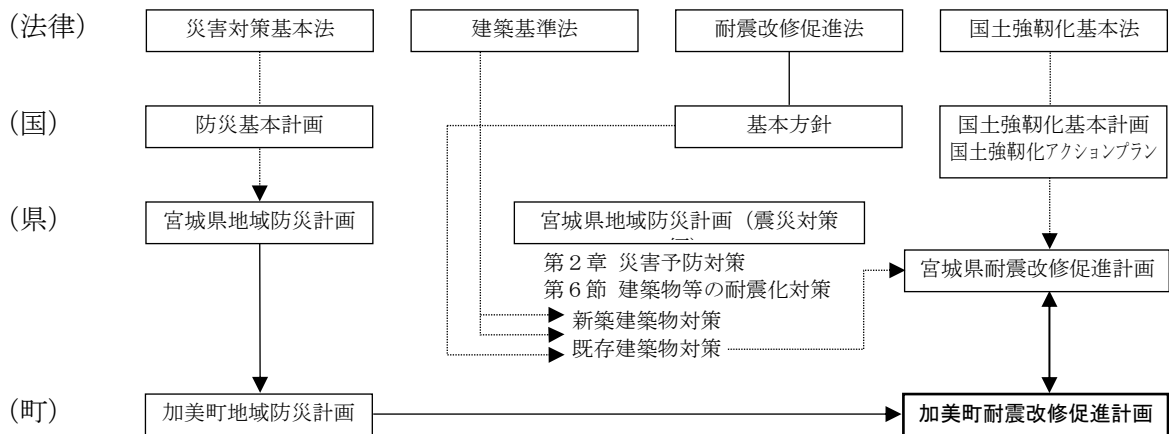 (法律)
災害対策基本法
建築基準法
耐震改修促進法
国土強靭化基本法
(国)
防災基本計画
基本方針
国土強靭化基本計画
国土強靭化アクションプラン
(県)
宮城県地域防災計画
宮城県地域防災計画（震災対策
第２章 災害予防対策
第６節 建築物等の耐震化対策
新築建築物対策
既存建築物対策
宮城県耐震改修促進計画
(町)
加美町地域防災計画
加美町耐震改修促進計画